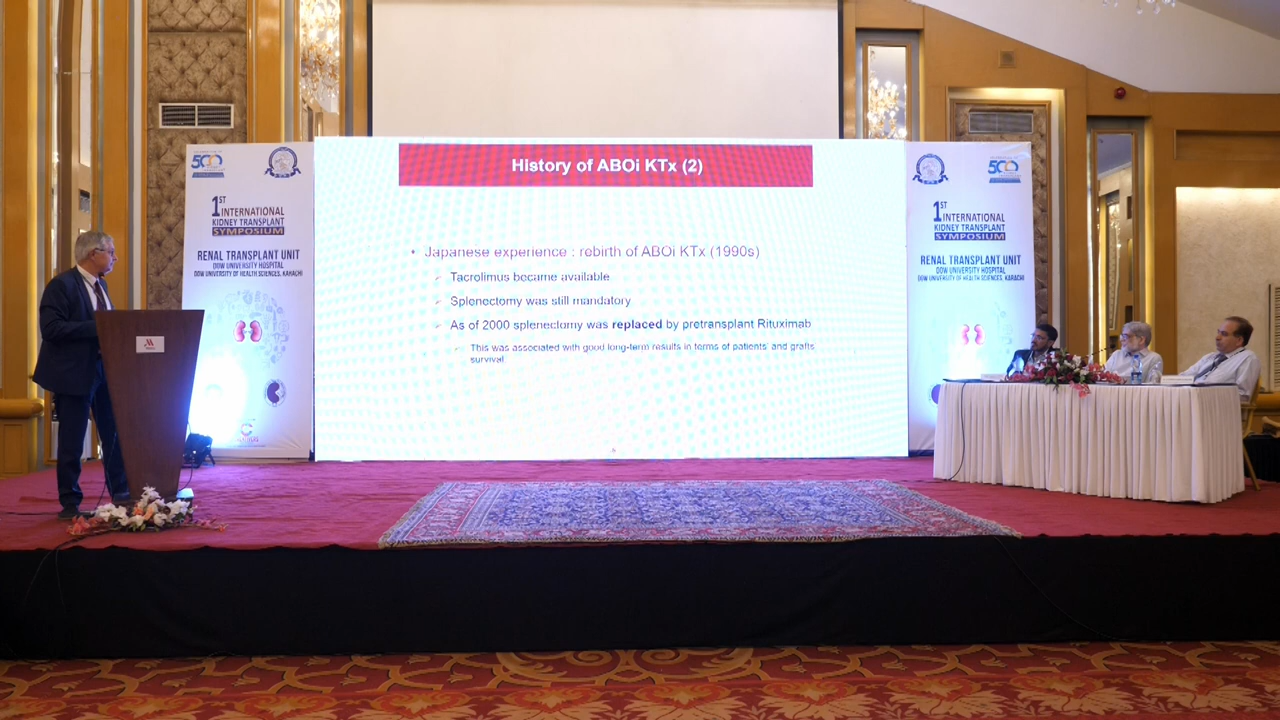 500
1ST
INTERNATIONAL
KIDNEY TRANSPLANT
SYMPOSIUM
RENAL TRANSPLANT UNIT
DOW UNIVERSITY HOSPITAL
DOW UNIVERSITY OF HEALTH SCIENCES, KARACHI
History of ABOi KTx (2)
• Japanese experience : rebirth of ABOi KTx (1990s)
Tacrolimus became available
Splenectomy was still mandatory
As of 2000 splenectomy was replaced by pretransplant Rituximab
This was associated with good long-term results in terms of patients' and grafts
survival
500
1ST
INTERNATIONAL
KIDNEY TRANSPLANT
SYMPOSIUM
RENAL TRANSPLANT UNIT
DOW UNIVERSITY HOSPITAL
DOW UNIVERSITY OF HEALTH SCIENCES, KARACHI